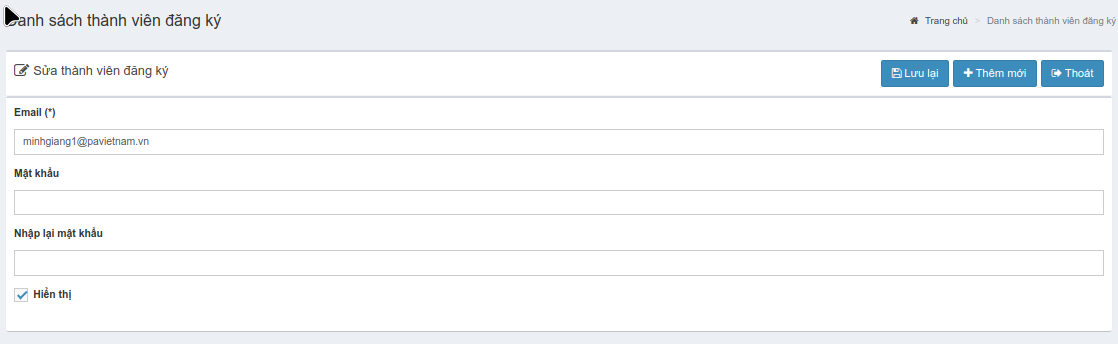 Danh sách thành viên đăng ký
Trang chủ > Danh sách thành viên đăng ký
Sửa thành viên đăng ký
Lưu lại Thêm mới Thoát
Email (*)
minhgiang1@pavietnam.vn
Mật khẩu
Nhập lại mật khẩu
Hiển thị